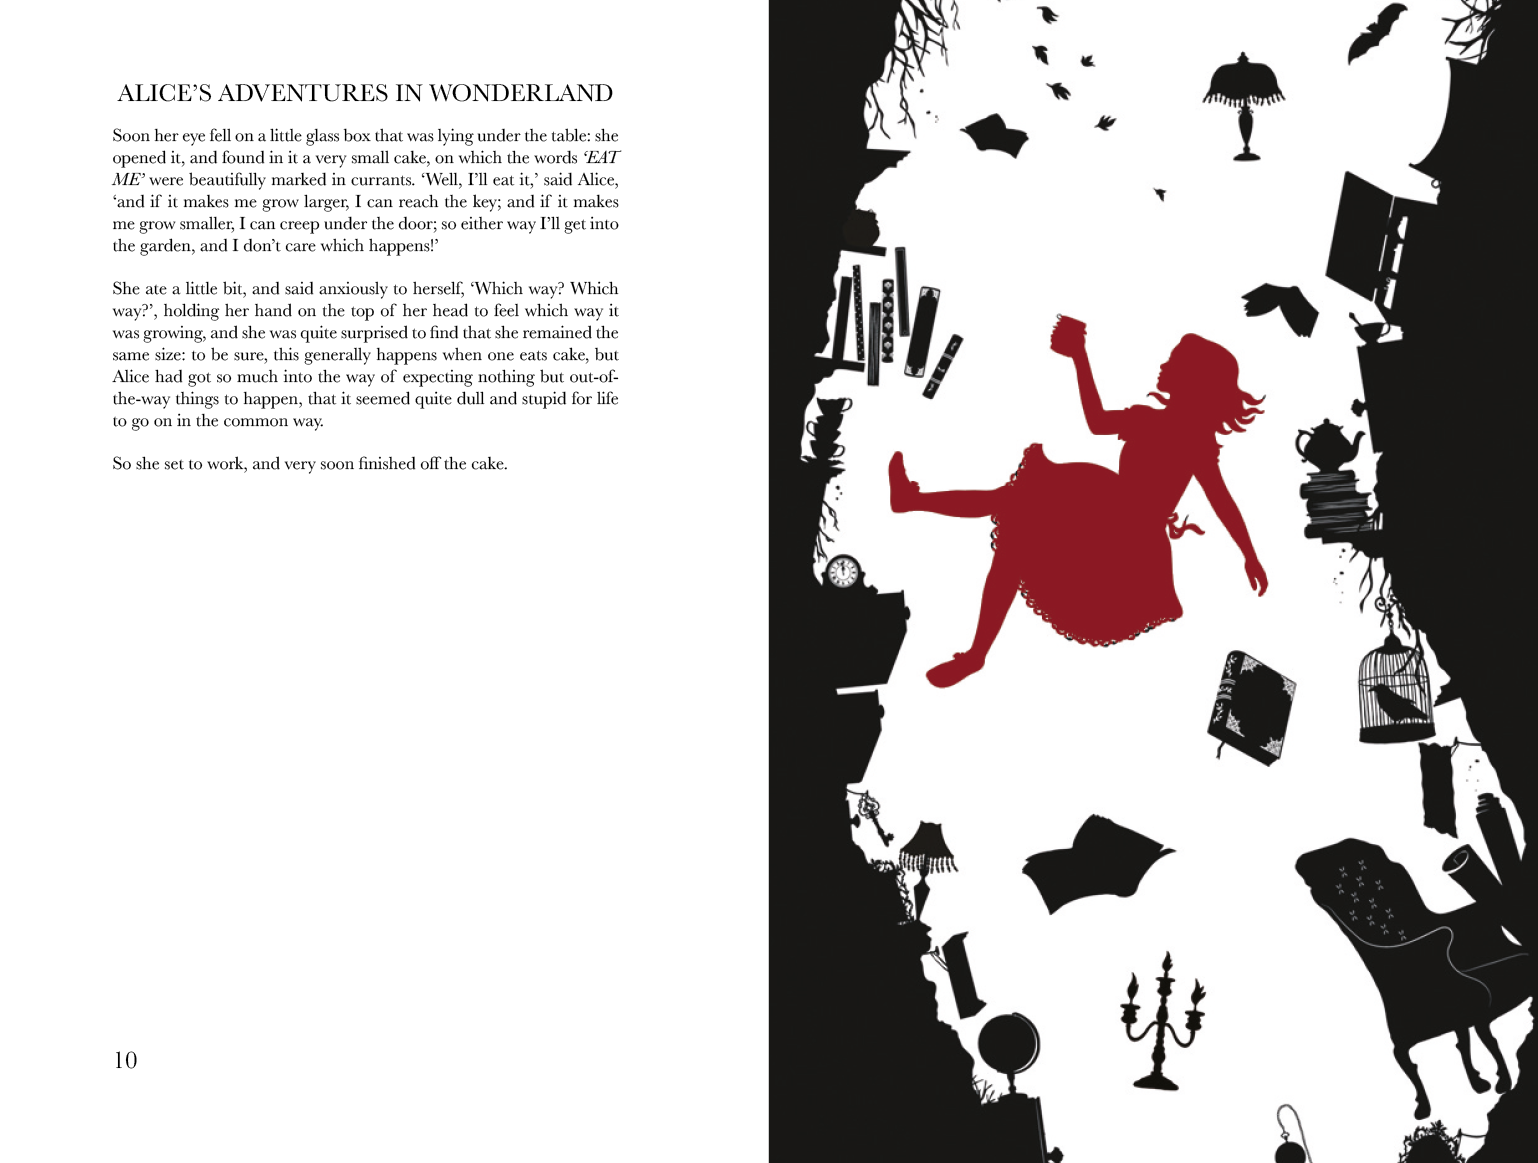 ALICE’S ADVENTURES IN WONDERLAND
Soon her eye fell on a little glass box that was lying under the table: she
opened it, and found in it a very small cake, on which the words ‘EAT
ME’ were beautifully marked in currants. ‘Well, I’ll eat it,’ said Alice,
‘and if it makes me grow larger, I can reach the key; and if it makes
me grow smaller, I can creep under the door; so either way I’ll get into
the garden, and I don’t care which happens!’
She ate a little bit, and said anxiously to herself, ‘Which way? Which
way?’, holding her hand on the top of her head to feel which way it
was growing, and she was quite surprised to find that she remained the
same size: to be sure, this generally happens when one eats cake, but
Alice had got so much into the way of expecting nothing but out-of-
the-way things to happen, that it seemed quite dull and stupid for life
to go on in the common way.
So she set to work, and very soon finished off the cake.
10